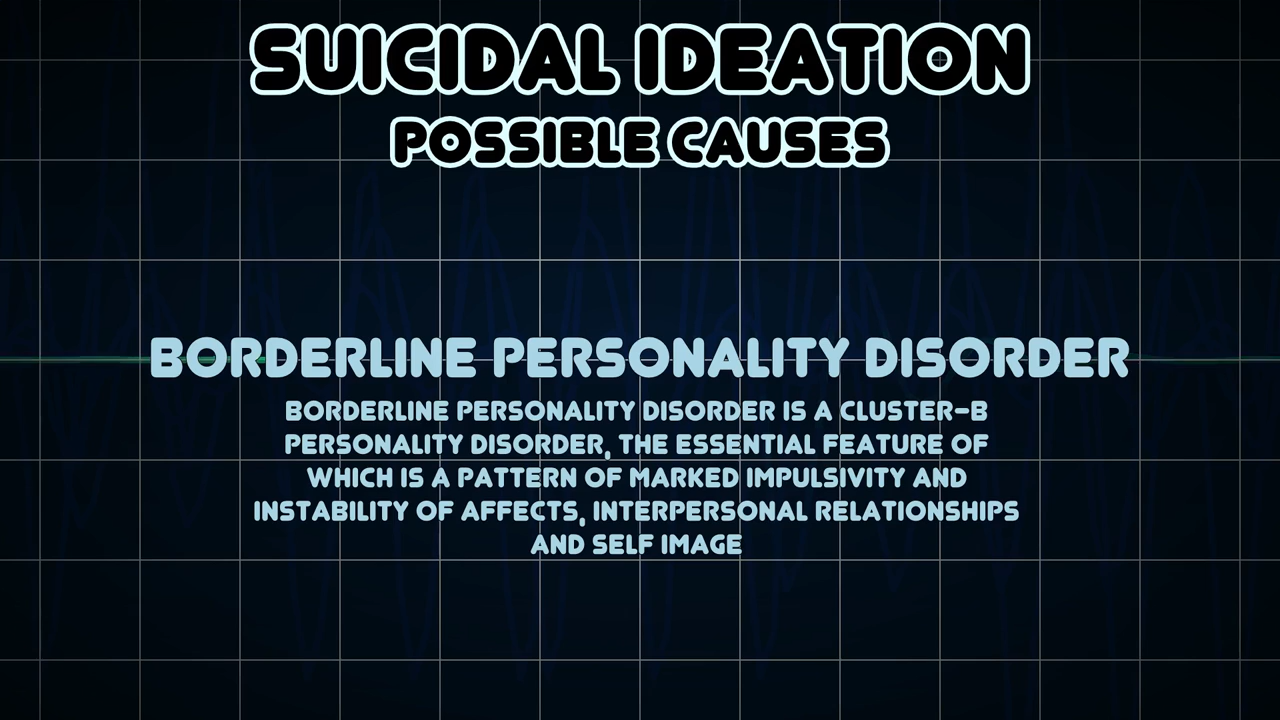 SUICIDAL IDEATION
POSSIBLE CAUSES
BORDERLINE PERSONALITY DISORDER
BORDERLINE PERSONALITY DISORDER IS A CLUSTER-B
PERSONALITY DISORDER, THE ESSENTIAL FEATURE OF
WHICH IS A PATTERN OF MARKED IMPULSIVITY AND
INSTABILITY OF AFFECTS, INTERPERSONAL RELATIONSHIPS
AND SELF IMAGE